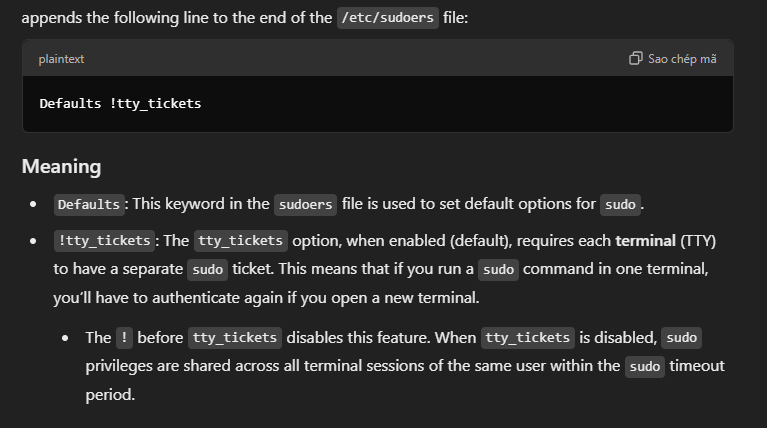 appends the following line to the end of the /etc/sudoers file:
plaintext
Sao chép mã
Defaults !tty_tickets
Meaning
• Defaults: This keyword in the sudoers file is used to set default options for sudo.
• !tty_tickets: The tty_tickets option, when enabled (default), requires each terminal (TTY)
to have a separate sudo ticket. This means that if you run a sudo command in one terminal,
you’ll have to authenticate again if you open a new terminal.
• The ! before tty_tickets disables this feature. When tty_tickets is disabled, sudo
privileges are shared across all terminal sessions of the same user within the sudo timeout
period.